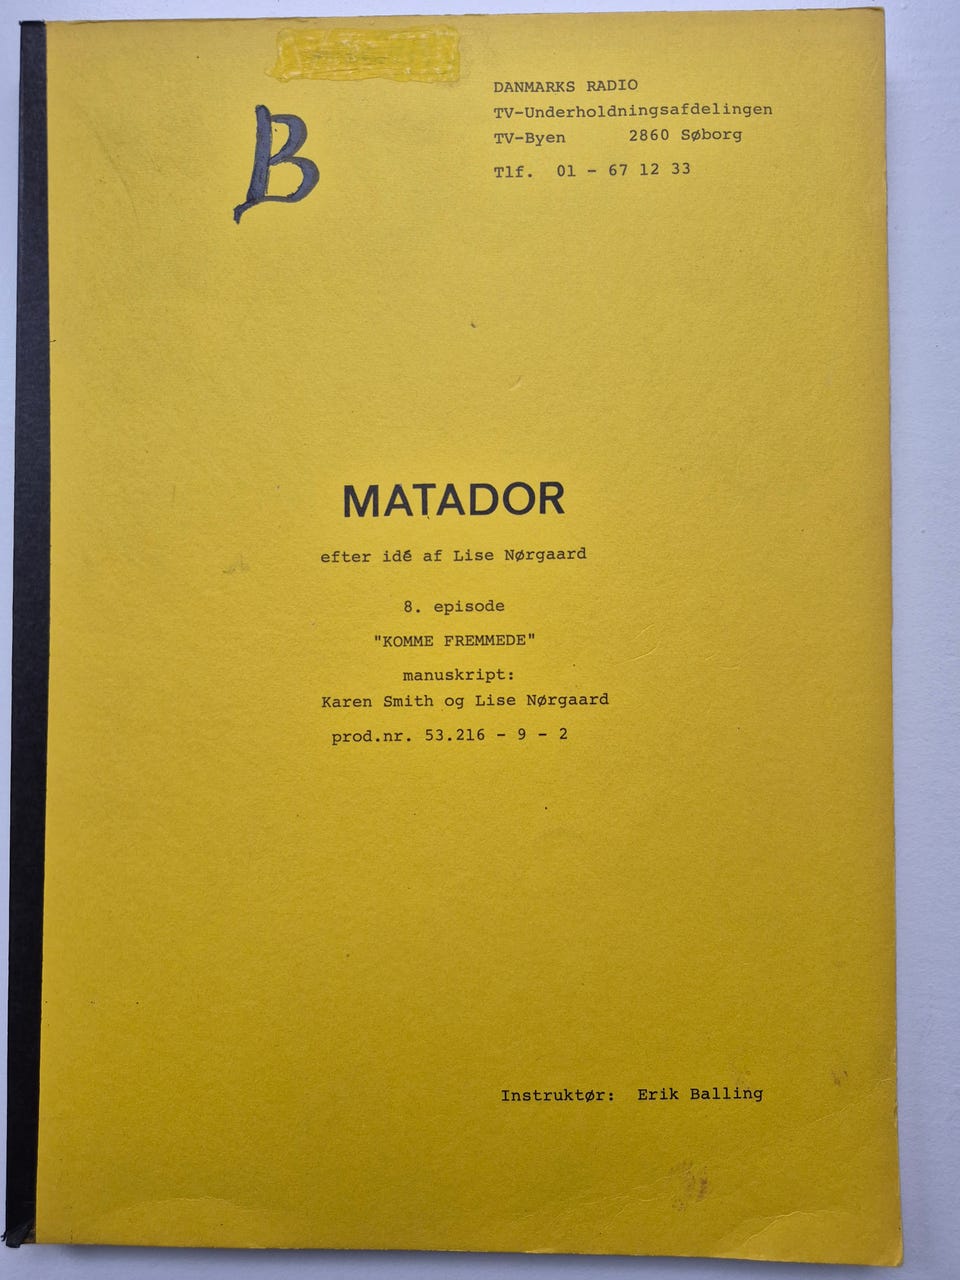 B
DANMARKS RADIO
TV-Underholdningsafdelingen
TV-Byen 2860 Søborg
Tlf. 01 - 67 12 33
MATADOR
efter idé af Lise Nørgaard
8. episode
"KOMME FREMMEDE"
manuskript:
Karen Smith og Lise Nørgaard
prod.nr. 53.216 - 9 - 2
Instruktør: Erik Balling